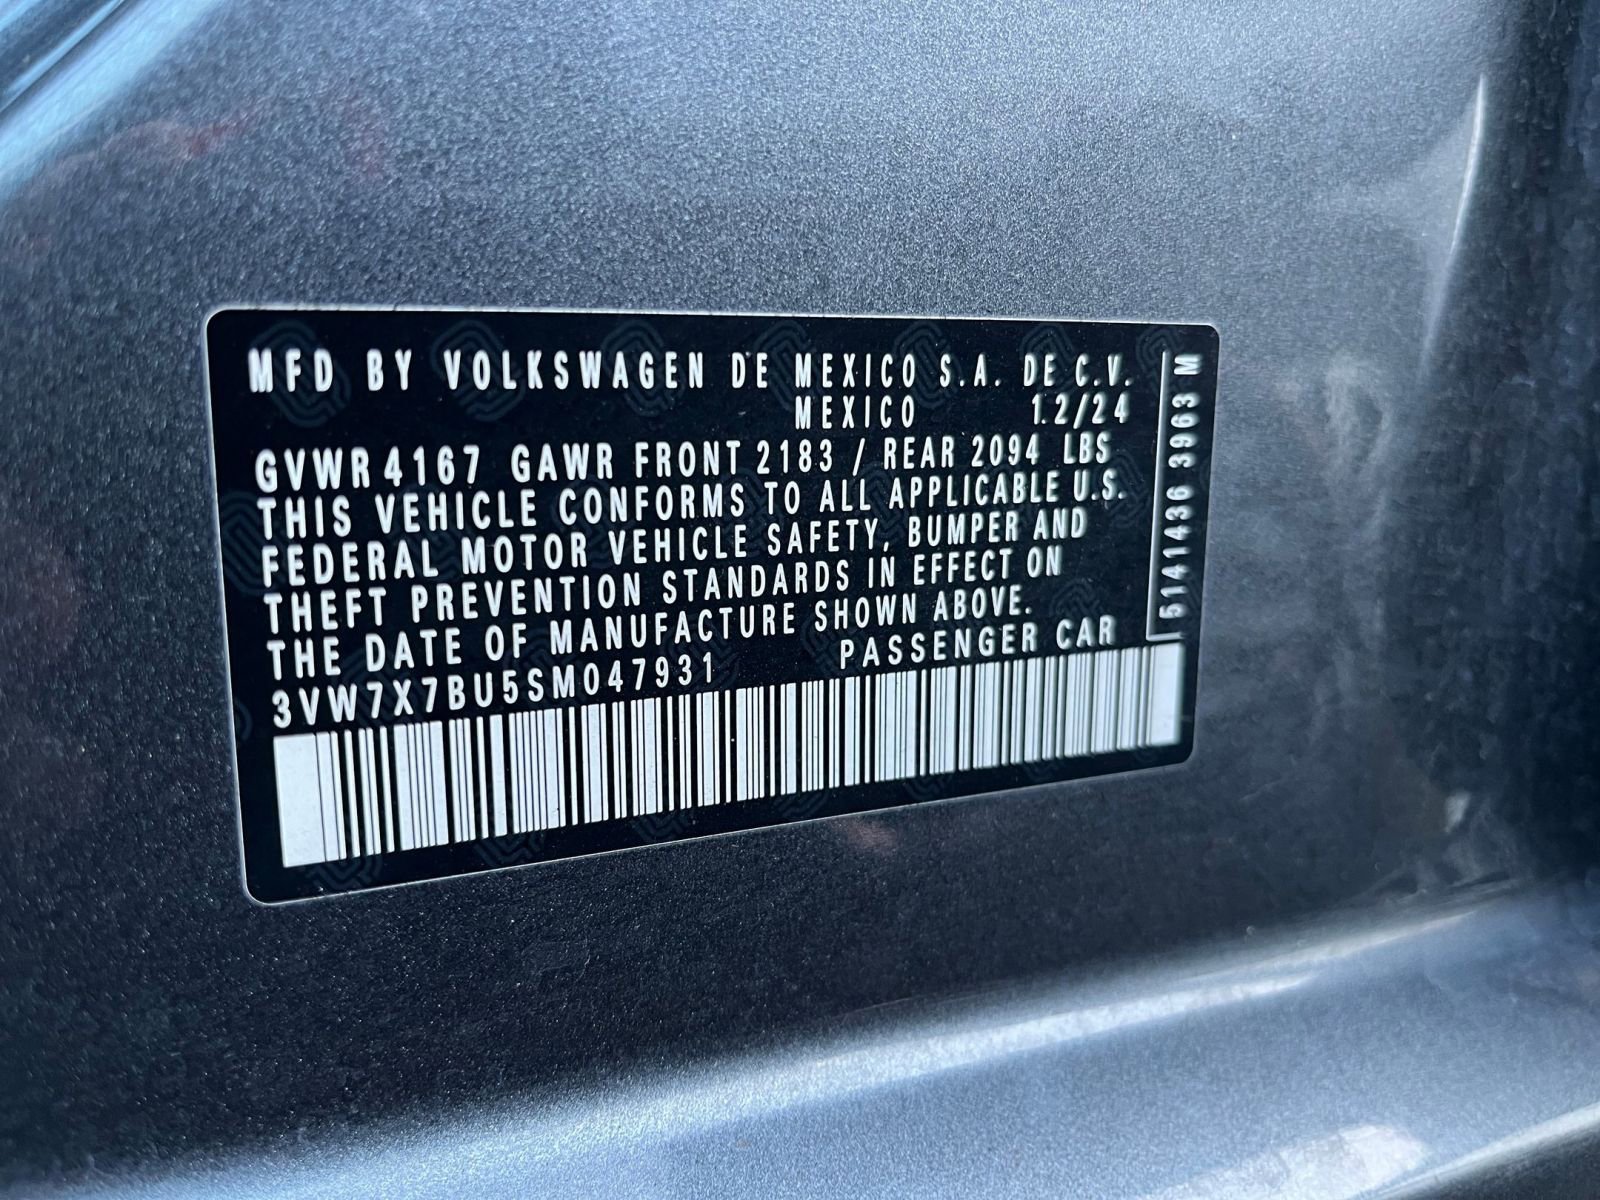 MFD BY VOLKSWAGEN DE MEXICO S.A. DE C.V.
MEXICO 12/24
GVWR 4167 GAWR FRONT 2183 / REAR 2094 LBS
THIS VEHICLE CONFORMS TO ALL APPLICABLE U.S.
FEDERAL MOTOR VEHICLE SAFETY, BUMPER AND
THEFT PREVENTION STANDARDS IN EFFECT ON
THE DATE OF MANUFACTURE SHOWN ABOVE.
3VW7X7BU5SM047931 PASSENGER CAR
5141436 3963 M